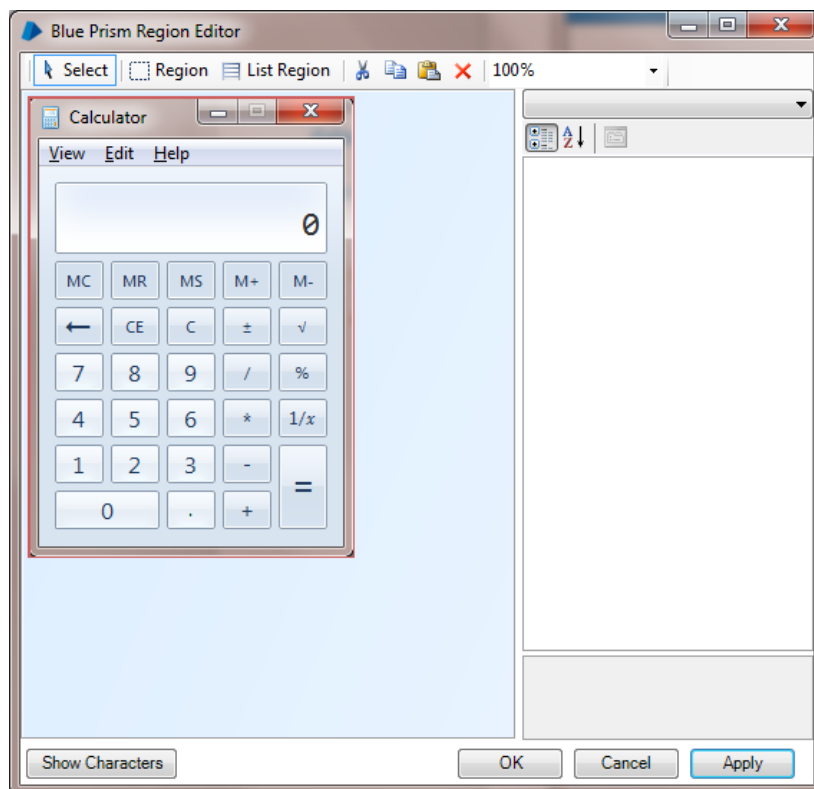 Blue Prism Region Editor
Select Region List Region 100%
Calculator
View Edit Help
0
MC MR MS M+ M-
← CE C ± √
7 8 9 / %
4 5 6 * 1/x
1 2 3 - =
0 . +
Show Characters OK Cancel Apply